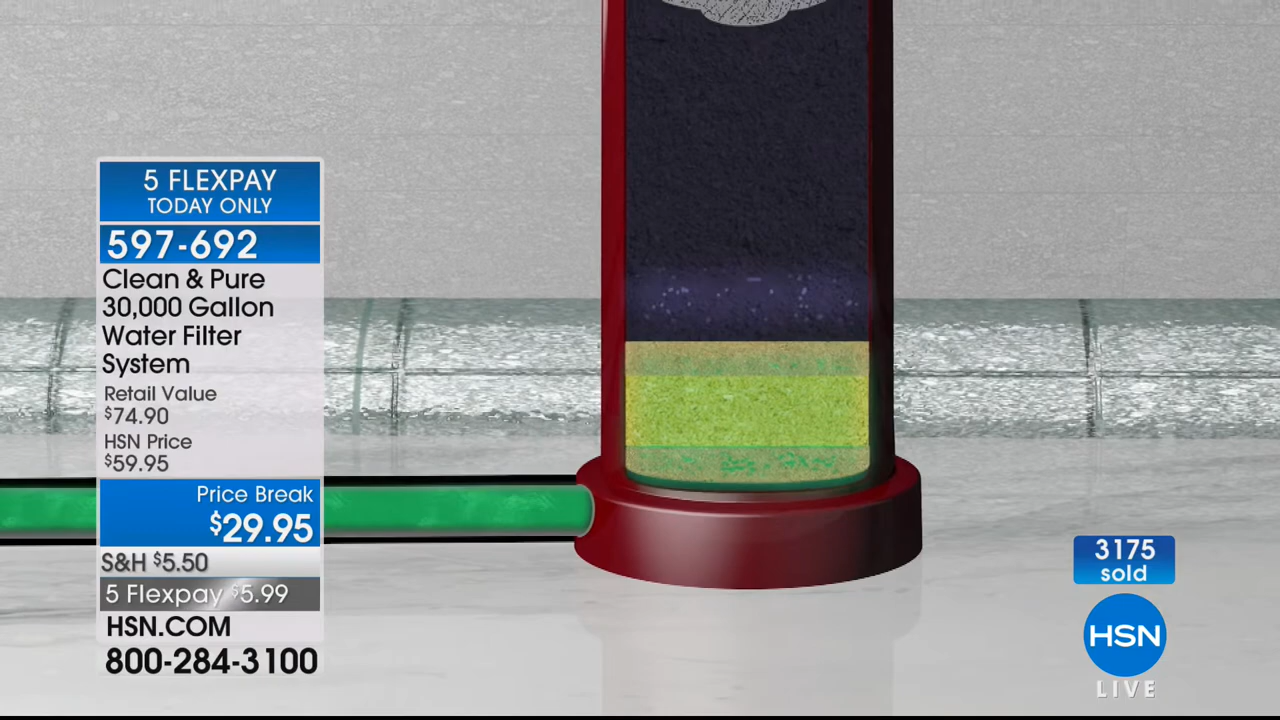 5 FLEXPAY
TODAY ONLY
597-692
Clean & Pure
30,000 Gallon
Water Filter
System
Retail Value
$74.90
HSN Price
$59.95
Price Break
$29.95
S&H $5.50
5 Flexpay $5.99
HSN.COM
800-284-3100
3175
sold
HSN
LIVE